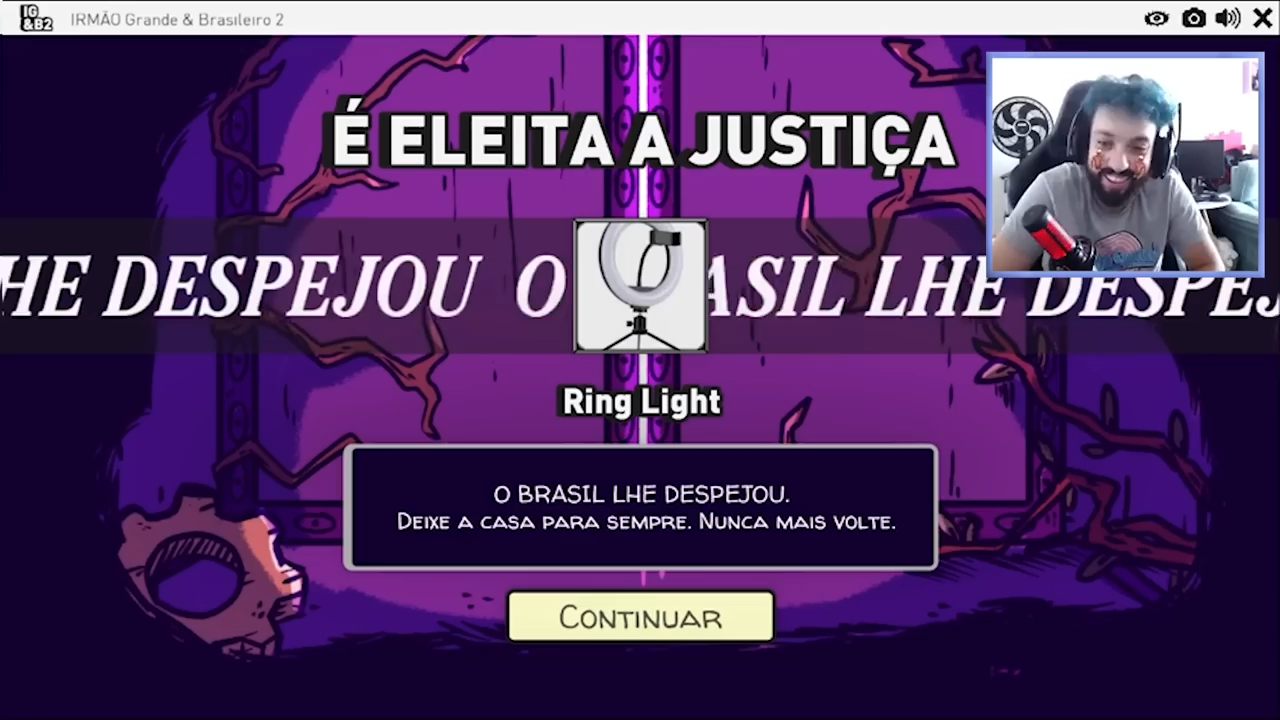 IG
&B2
IRMÃO Grande & Brasileiro 2
É ELEITA A JUSTIÇA
HE DESPEJOU O BRASIL LHE DESPEJ
Ring Light
O BRASIL LHE DESPEJOU.
DEIXE A CASA PARA SEMPRE. NUNCA MAIS VOLTE.
CONTINUAR